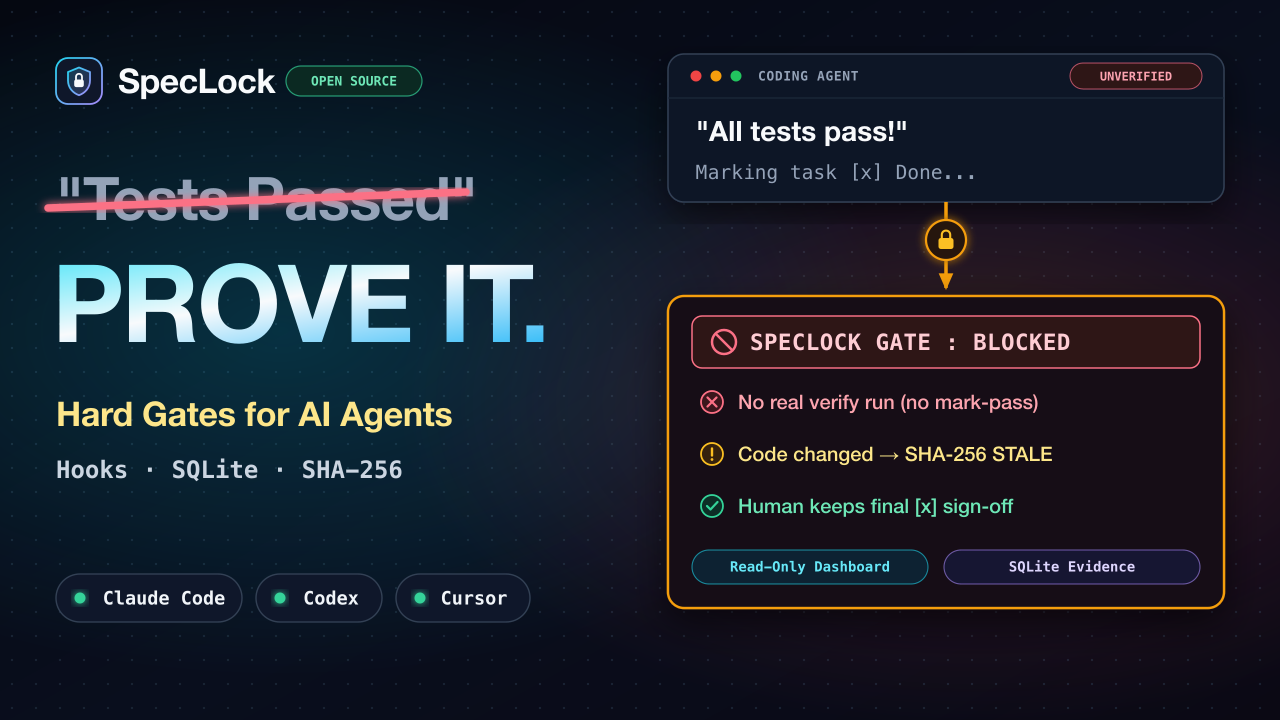 SpecLock
OPEN SOURCE
"Tests Passed"
PROVE IT.
Hard Gates for AI Agents
Hooks · SQLite · SHA−256
Claude Code
Codex
Cursor
CODING AGENT
UNVERIFIED
"All tests pass!"
Marking task [x] Done...
SPECLOCK GATE : BLOCKED
No real verify run (no mark-pass)
Code changed → SHA-256 STALE
Human keeps final [x] sign-off
Read−Only Dashboard
SQLite Evidence